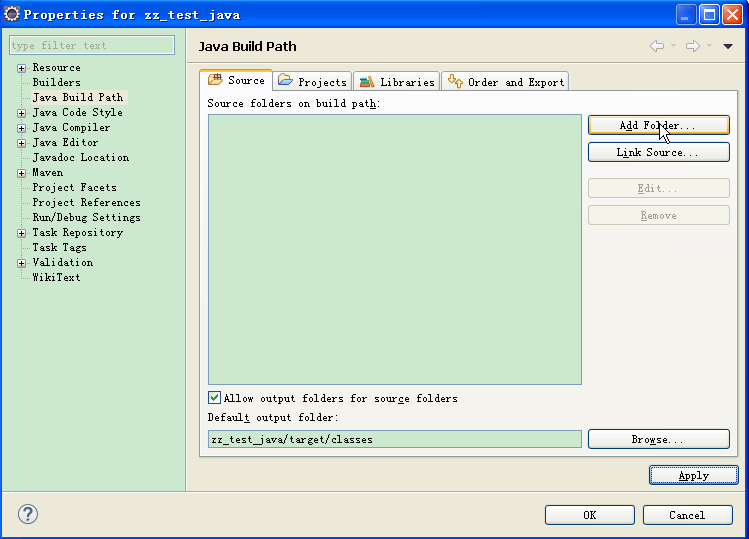 Properties for zz_test_java
type filter text
Resource
Builders
Java Build Path
Java Code Style
Java Compiler
Java Editor
Javadoc Location
Maven
Project Facets
Project References
Run/Debug Settings
Task Repository
Task Tags
Validation
WikiText
Java Build Path
Source
Projects
Libraries
Order and Export
Source folders on build path:
Add Folder...
Link Source...
Edit...
Remove
Allow output folders for source folders
Default output folder:
zz_test_java/target/classes
Browse...
Apply
OK
Cancel